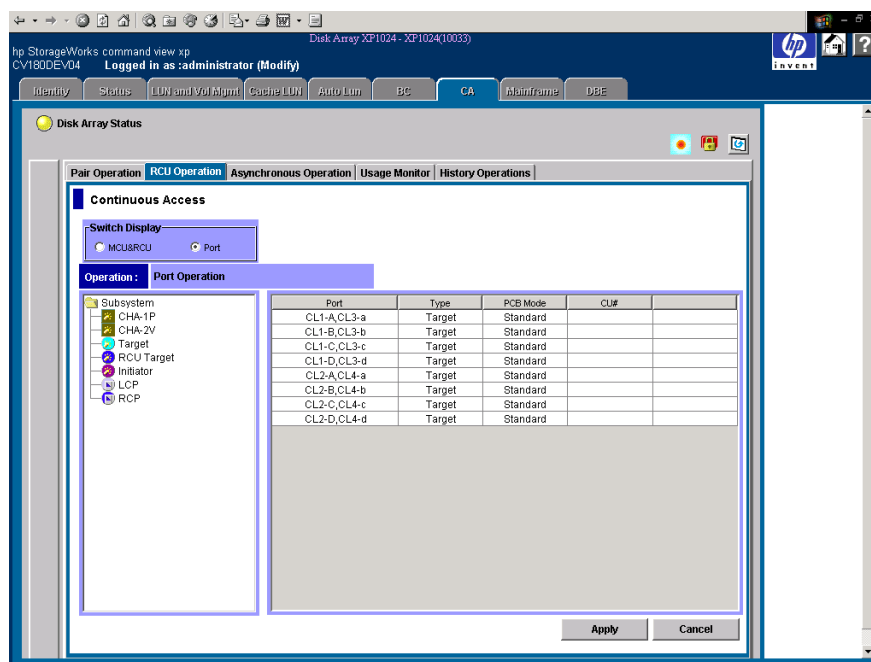 Disk Array XP1024 - XP1024(10033)
hp StorageWorks command view xp
CV180DEV04 Logged in as :administrator (Modify)
hp
invent
?
Identity Status LUN and Vol Mgmt Cache LUN Auto Lun BC CA Mainframe DBE
Disk Array Status
Pair Operation RCU Operation Asynchronous Operation Usage Monitor History Operations
Continuous Access
Switch Display
MCU&RCU Port
Operation : Port Operation
Subsystem
CHA-1P
CHA-2V
Target
RCU Target
Initiator
LCP
RCP
Port Type PCB Mode CU#
CL1-A,CL3-a Target Standard
CL1-B,CL3-b Target Standard
CL1-C,CL3-c Target Standard
CL1-D,CL3-d Target Standard
CL2-A,CL4-a Target Standard
CL2-B,CL4-b Target Standard
CL2-C,CL4-c Target Standard
CL2-D,CL4-d Target Standard
Apply Cancel